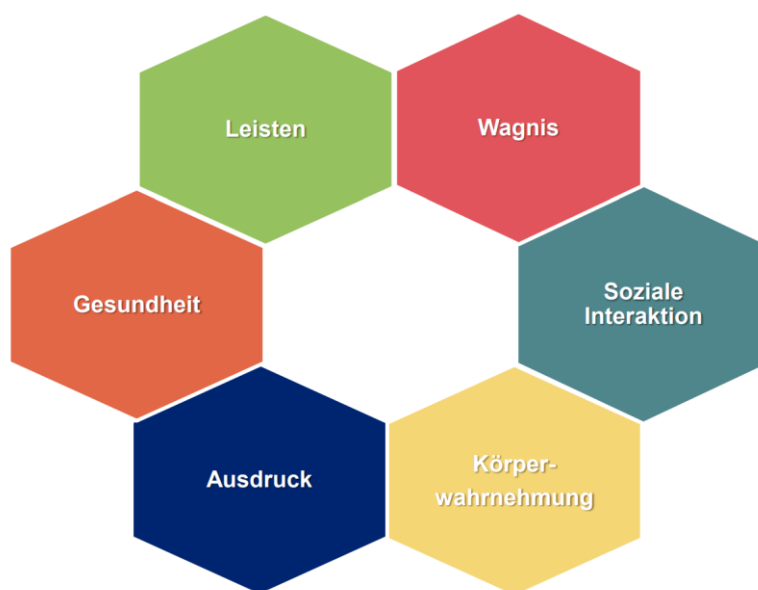 Leisten
Wagnis
Gesundheit
Soziale
Interaktion
Ausdruck
Körper-
wahrnehmung